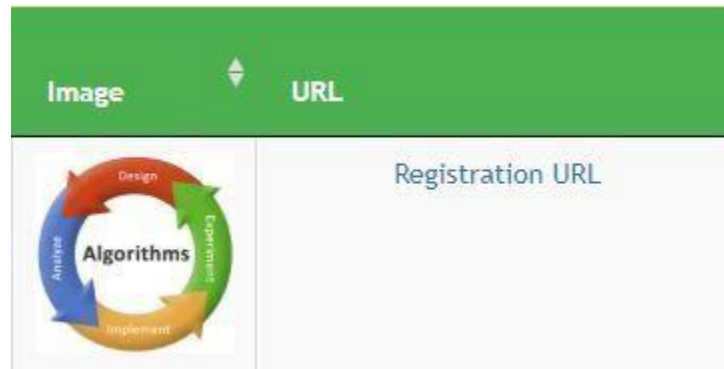 Image
URL
Design
Registration URL
Experiment
Algorithms
Analyze
Implement